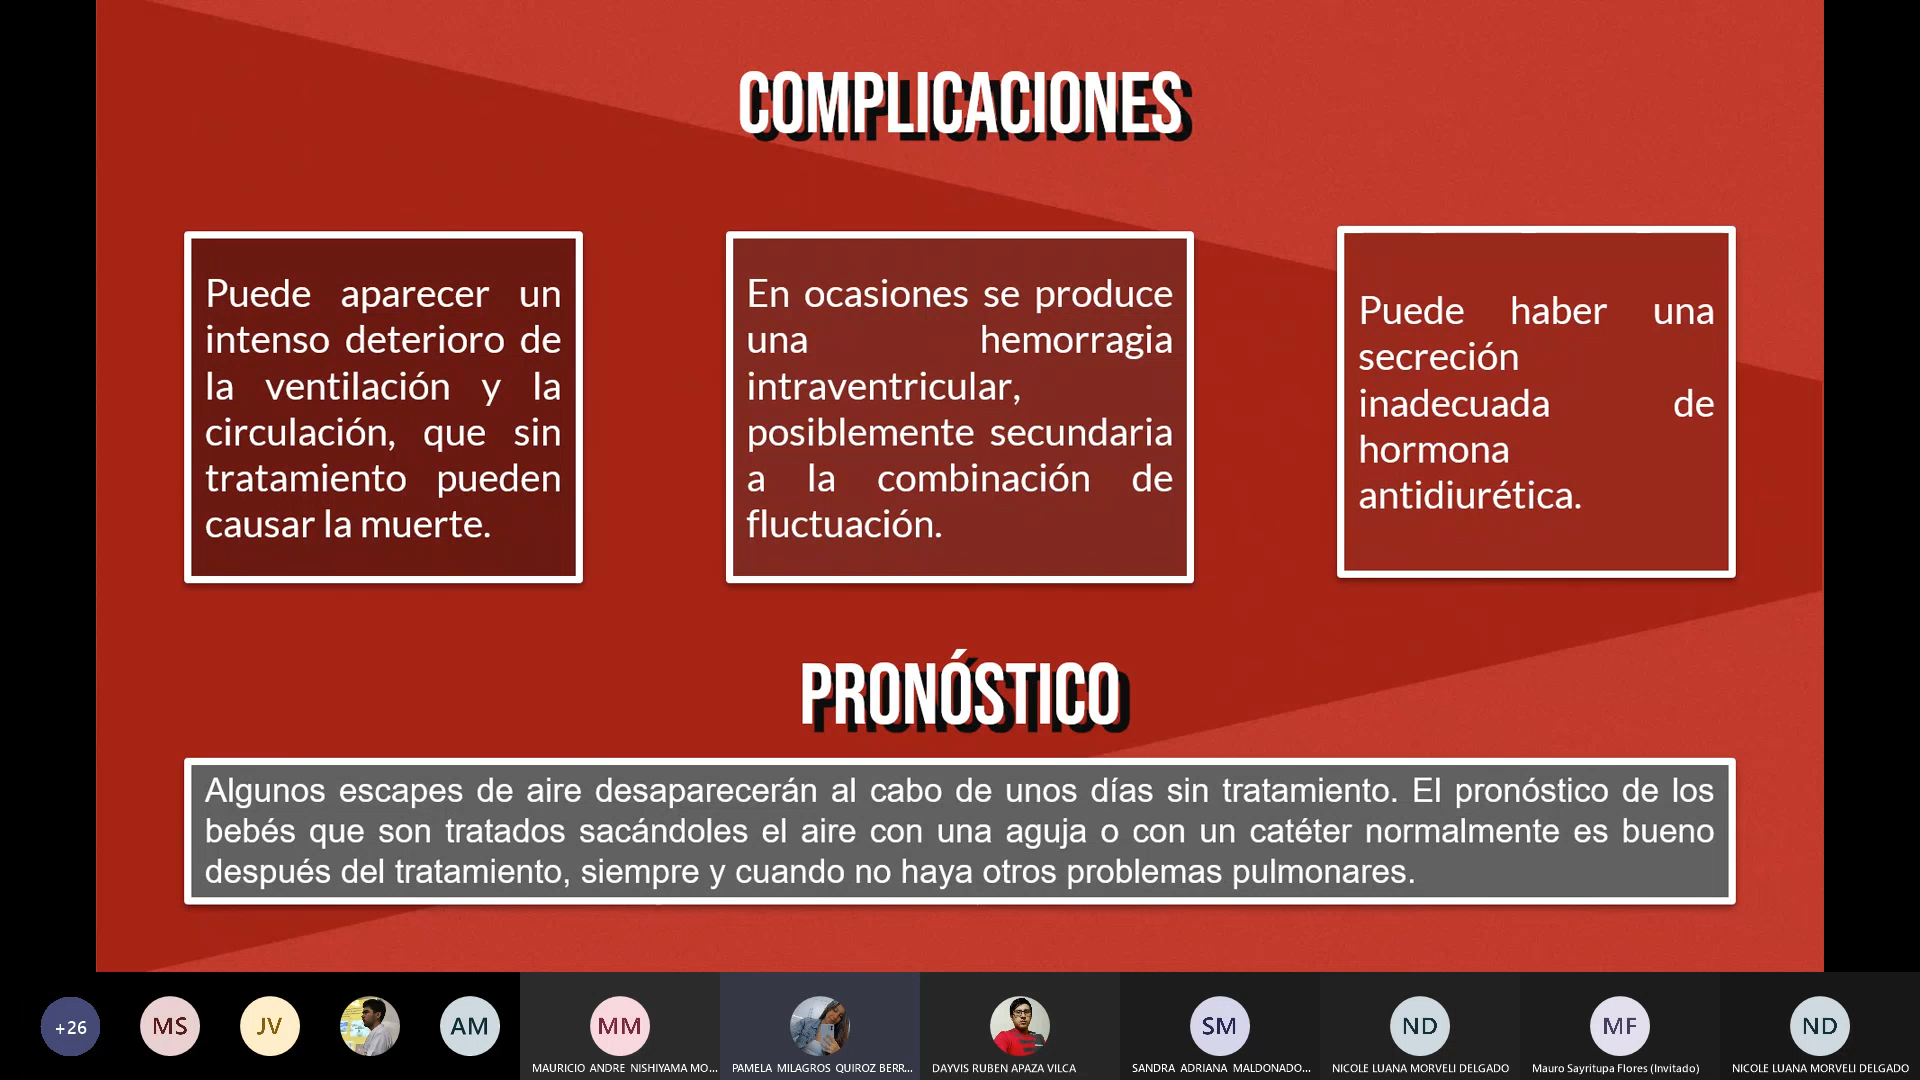 COMPLICACIONES
Puede aparecer un
intenso deterioro de
la ventilación y la
circulación, que sin
tratamiento pueden
causar la muerte.
En ocasiones se produce
una hemorragia
intraventricular,
posiblemente secundaria
a la combinación de
fluctuación.
Puede haber una
secreción
inadecuada de
hormona
antidiurética.
PRONÓSTICO
Algunos escapes de aire desaparecerán al cabo de unos días sin tratamiento. El pronóstico de los
bebés que son tratados sacándoles el aire con una aguja o con un catéter normalmente es bueno
después del tratamiento, siempre y cuando no haya otros problemas pulmonares.
+26
MS
JV
AM
MM
SM
ND
MF
ND
MAURICIO ANDRE NISHIYAMA MO...
PAMELA MILAGROS QUIROZ BERR...
DAYVIS RUBEN APAZA VILCA
SANDRA ADRIANA MALDONADO...
NICOLE LUANA MORVELI DELGADO
Mauro Sayritupa Flores (Invitado)
NICOLE LUANA MORVELI DELGADO